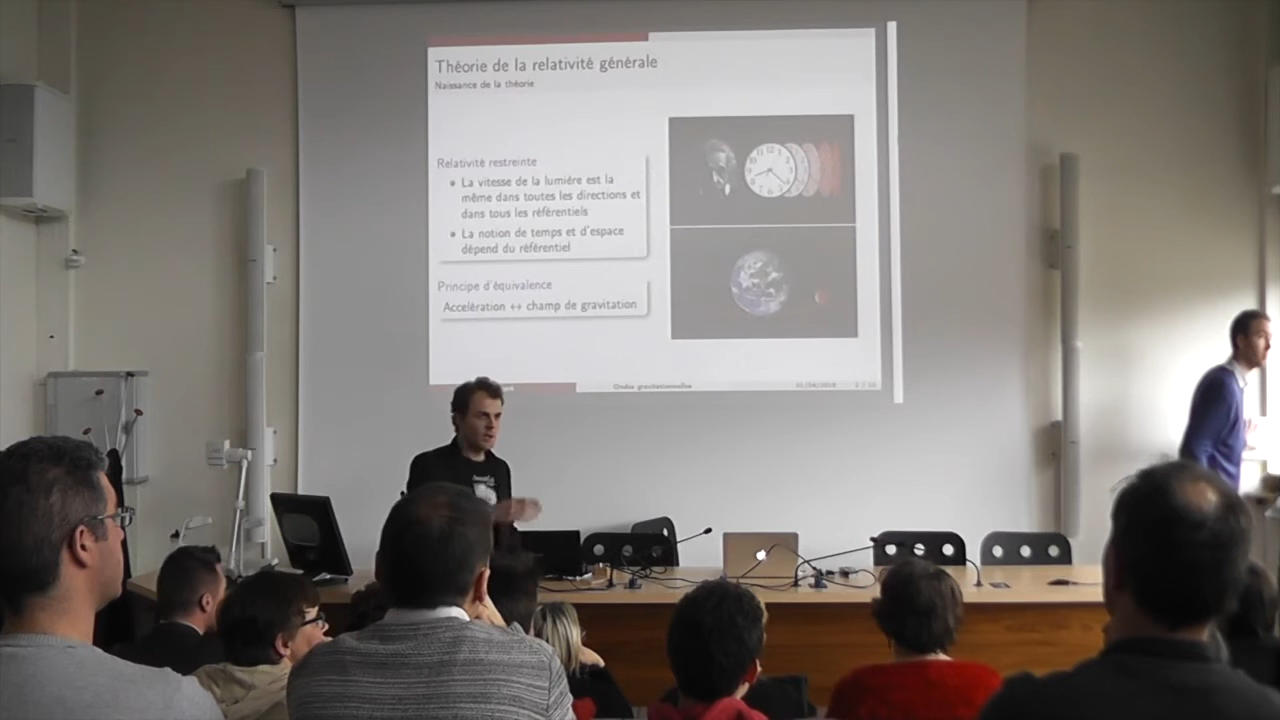 Théorie de la relativité générale
Naissance de la théorie
Relativité restreinte
La vitesse de la lumière est la
même dans toutes les directions et
dans tous les référentiels
La notion de temps et d'espace
dépend du référentiel
Principe d'équivalence
Accelération ↔ champ de gravitation
Ondes gravitationnelles